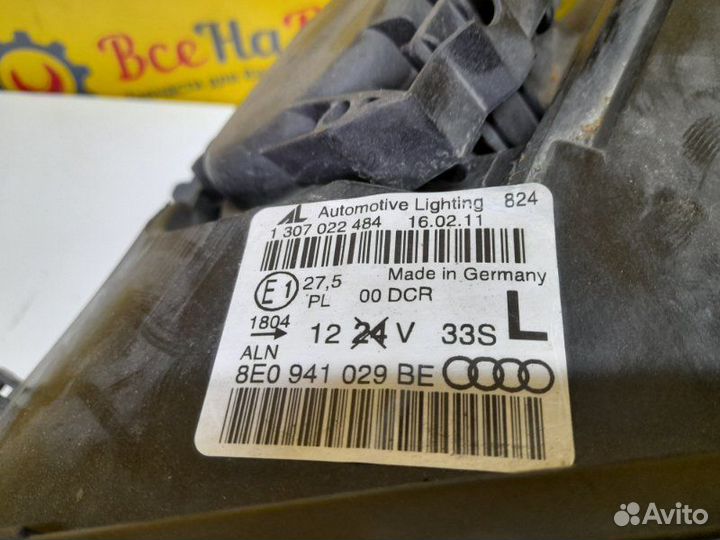 ВсеНаВ
AL Automotive Lighting 824
1 307 022 484 16.02.11
E1 27,5 Made in Germany
PL 00 DCR
1804
12 24 V 33S L
ALN
8E0 941 029 BE
Avito